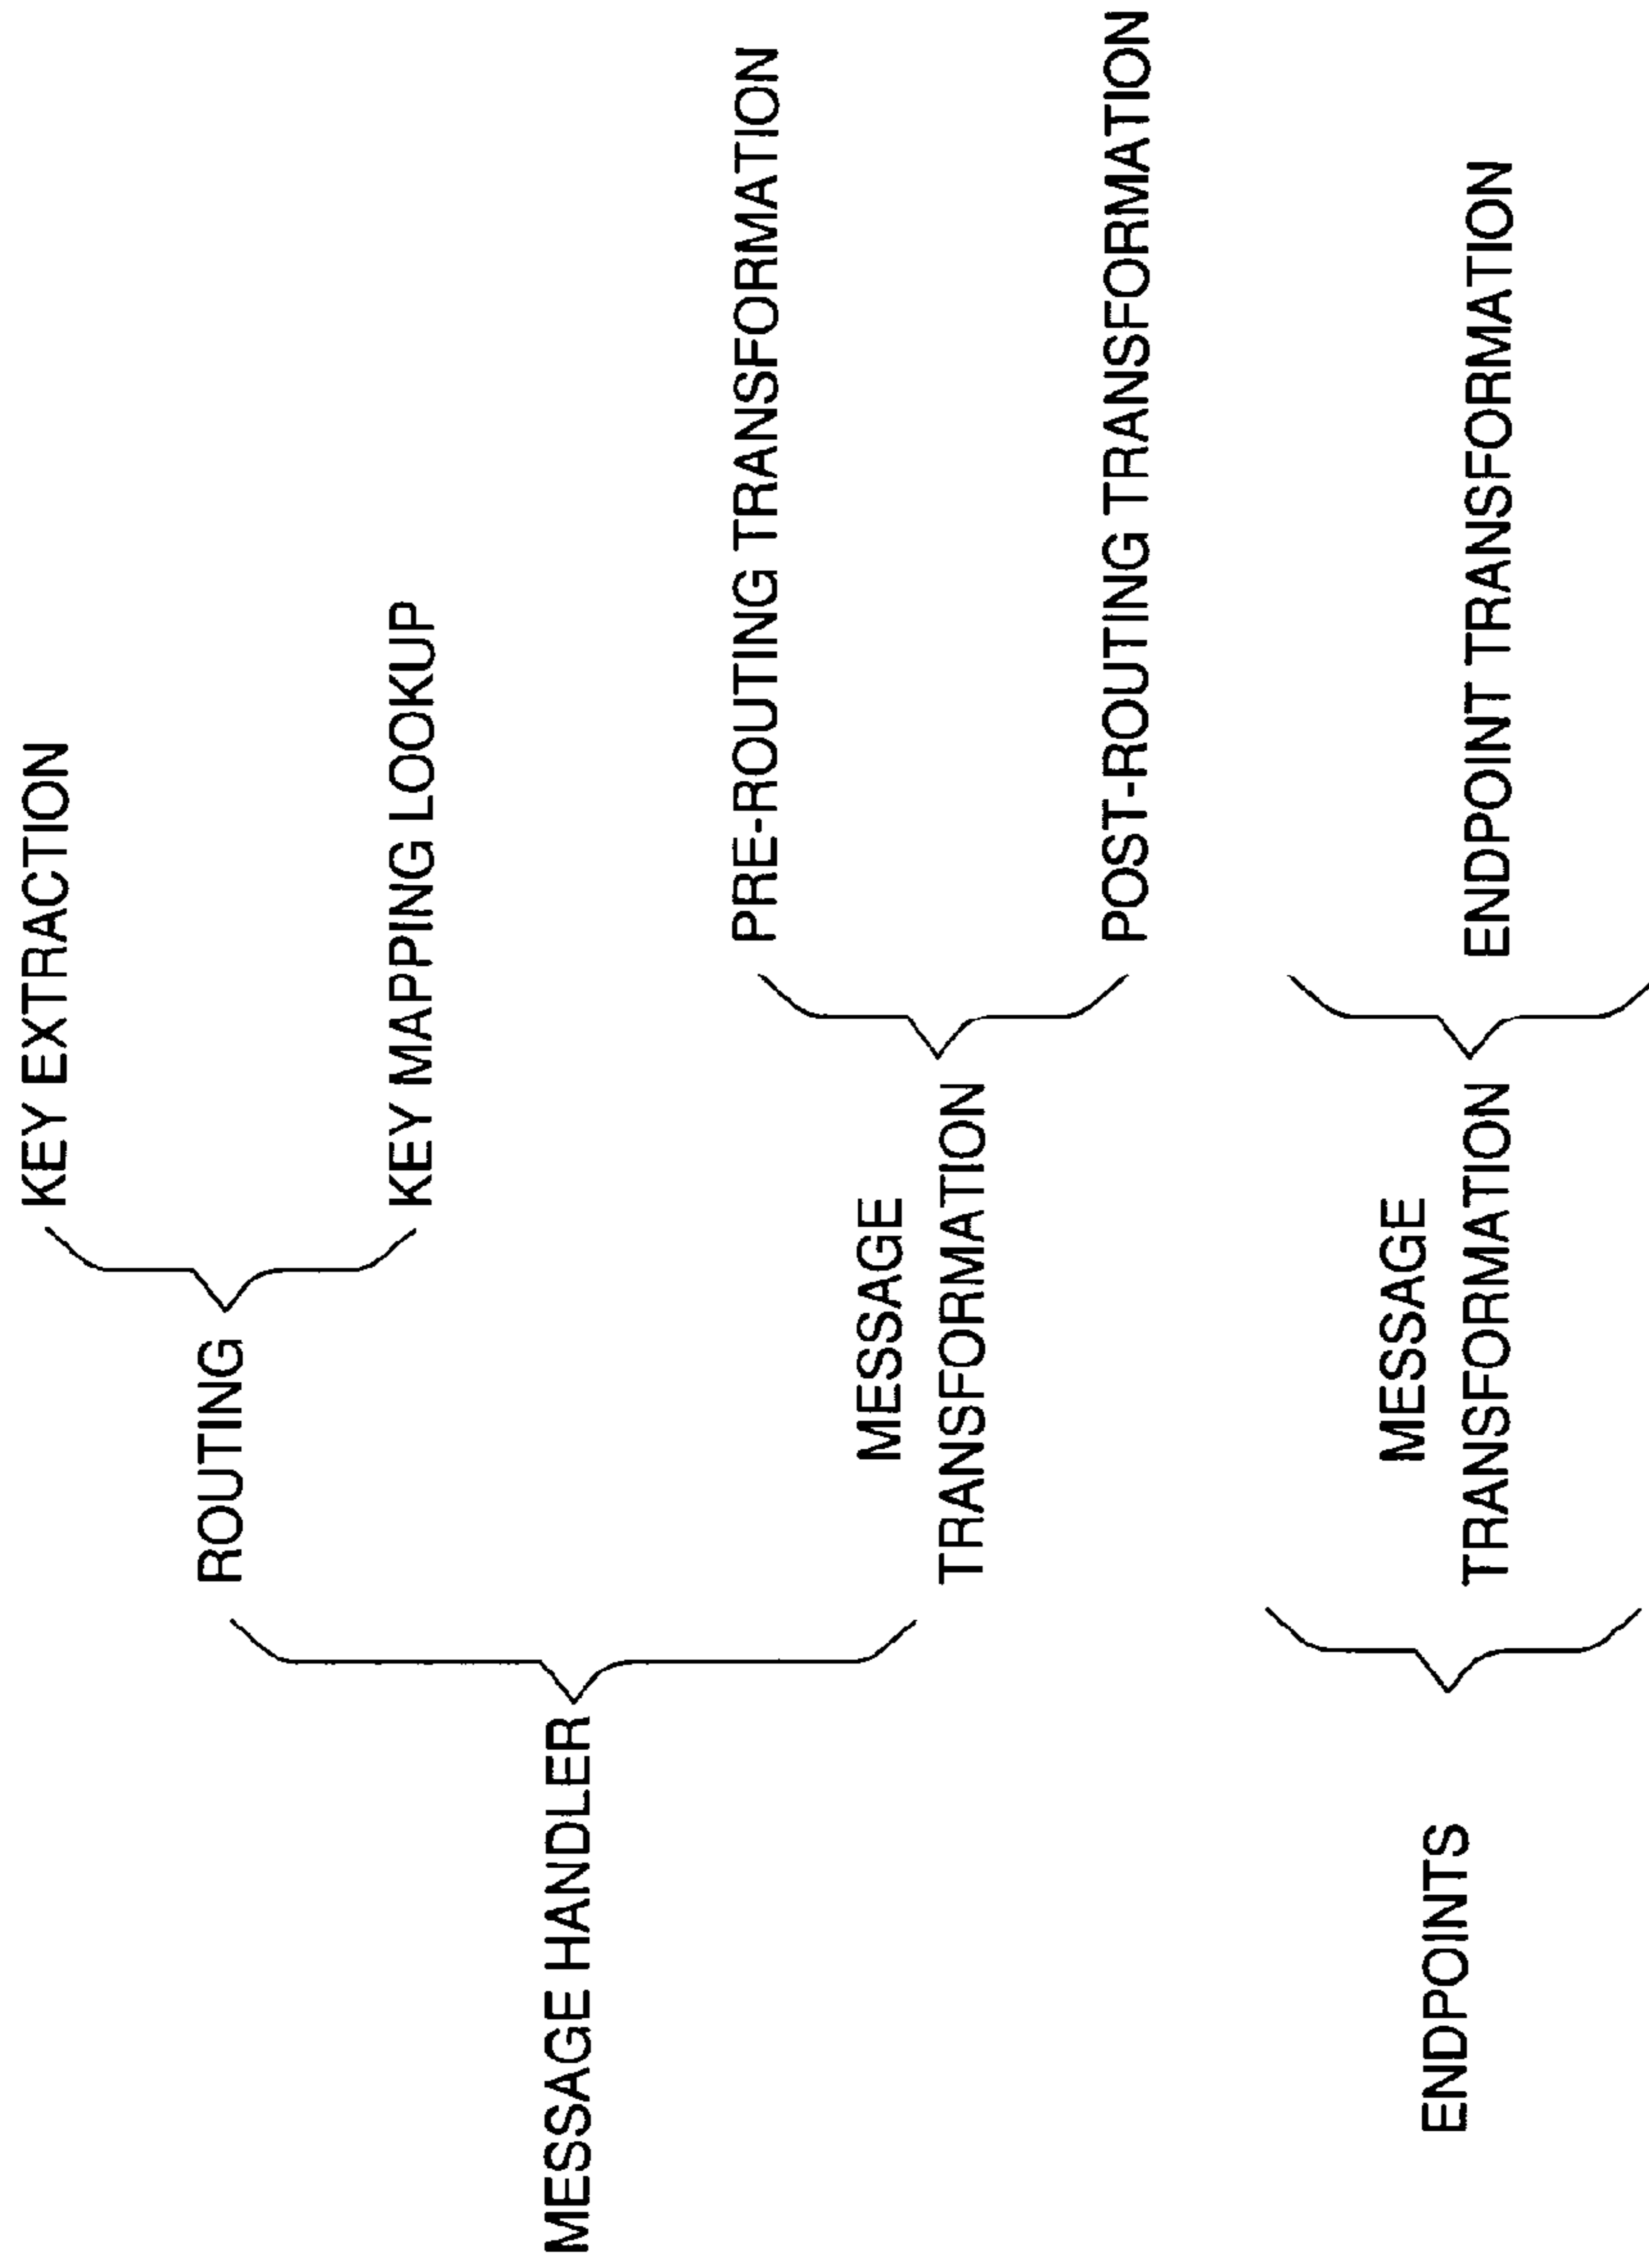 KEY EXTRACTION
ROUTING
KEY MAPPING LOOKUP
MESSAGE HANDLER
PRE-ROUTING TRANSFORMATION
MESSAGE
TRANSFORMATION
POST-ROUTING TRANSFORMATION
ENDPOINTS
MESSAGE
TRANSFORMATION
ENDPOINT TRANSFORMATION